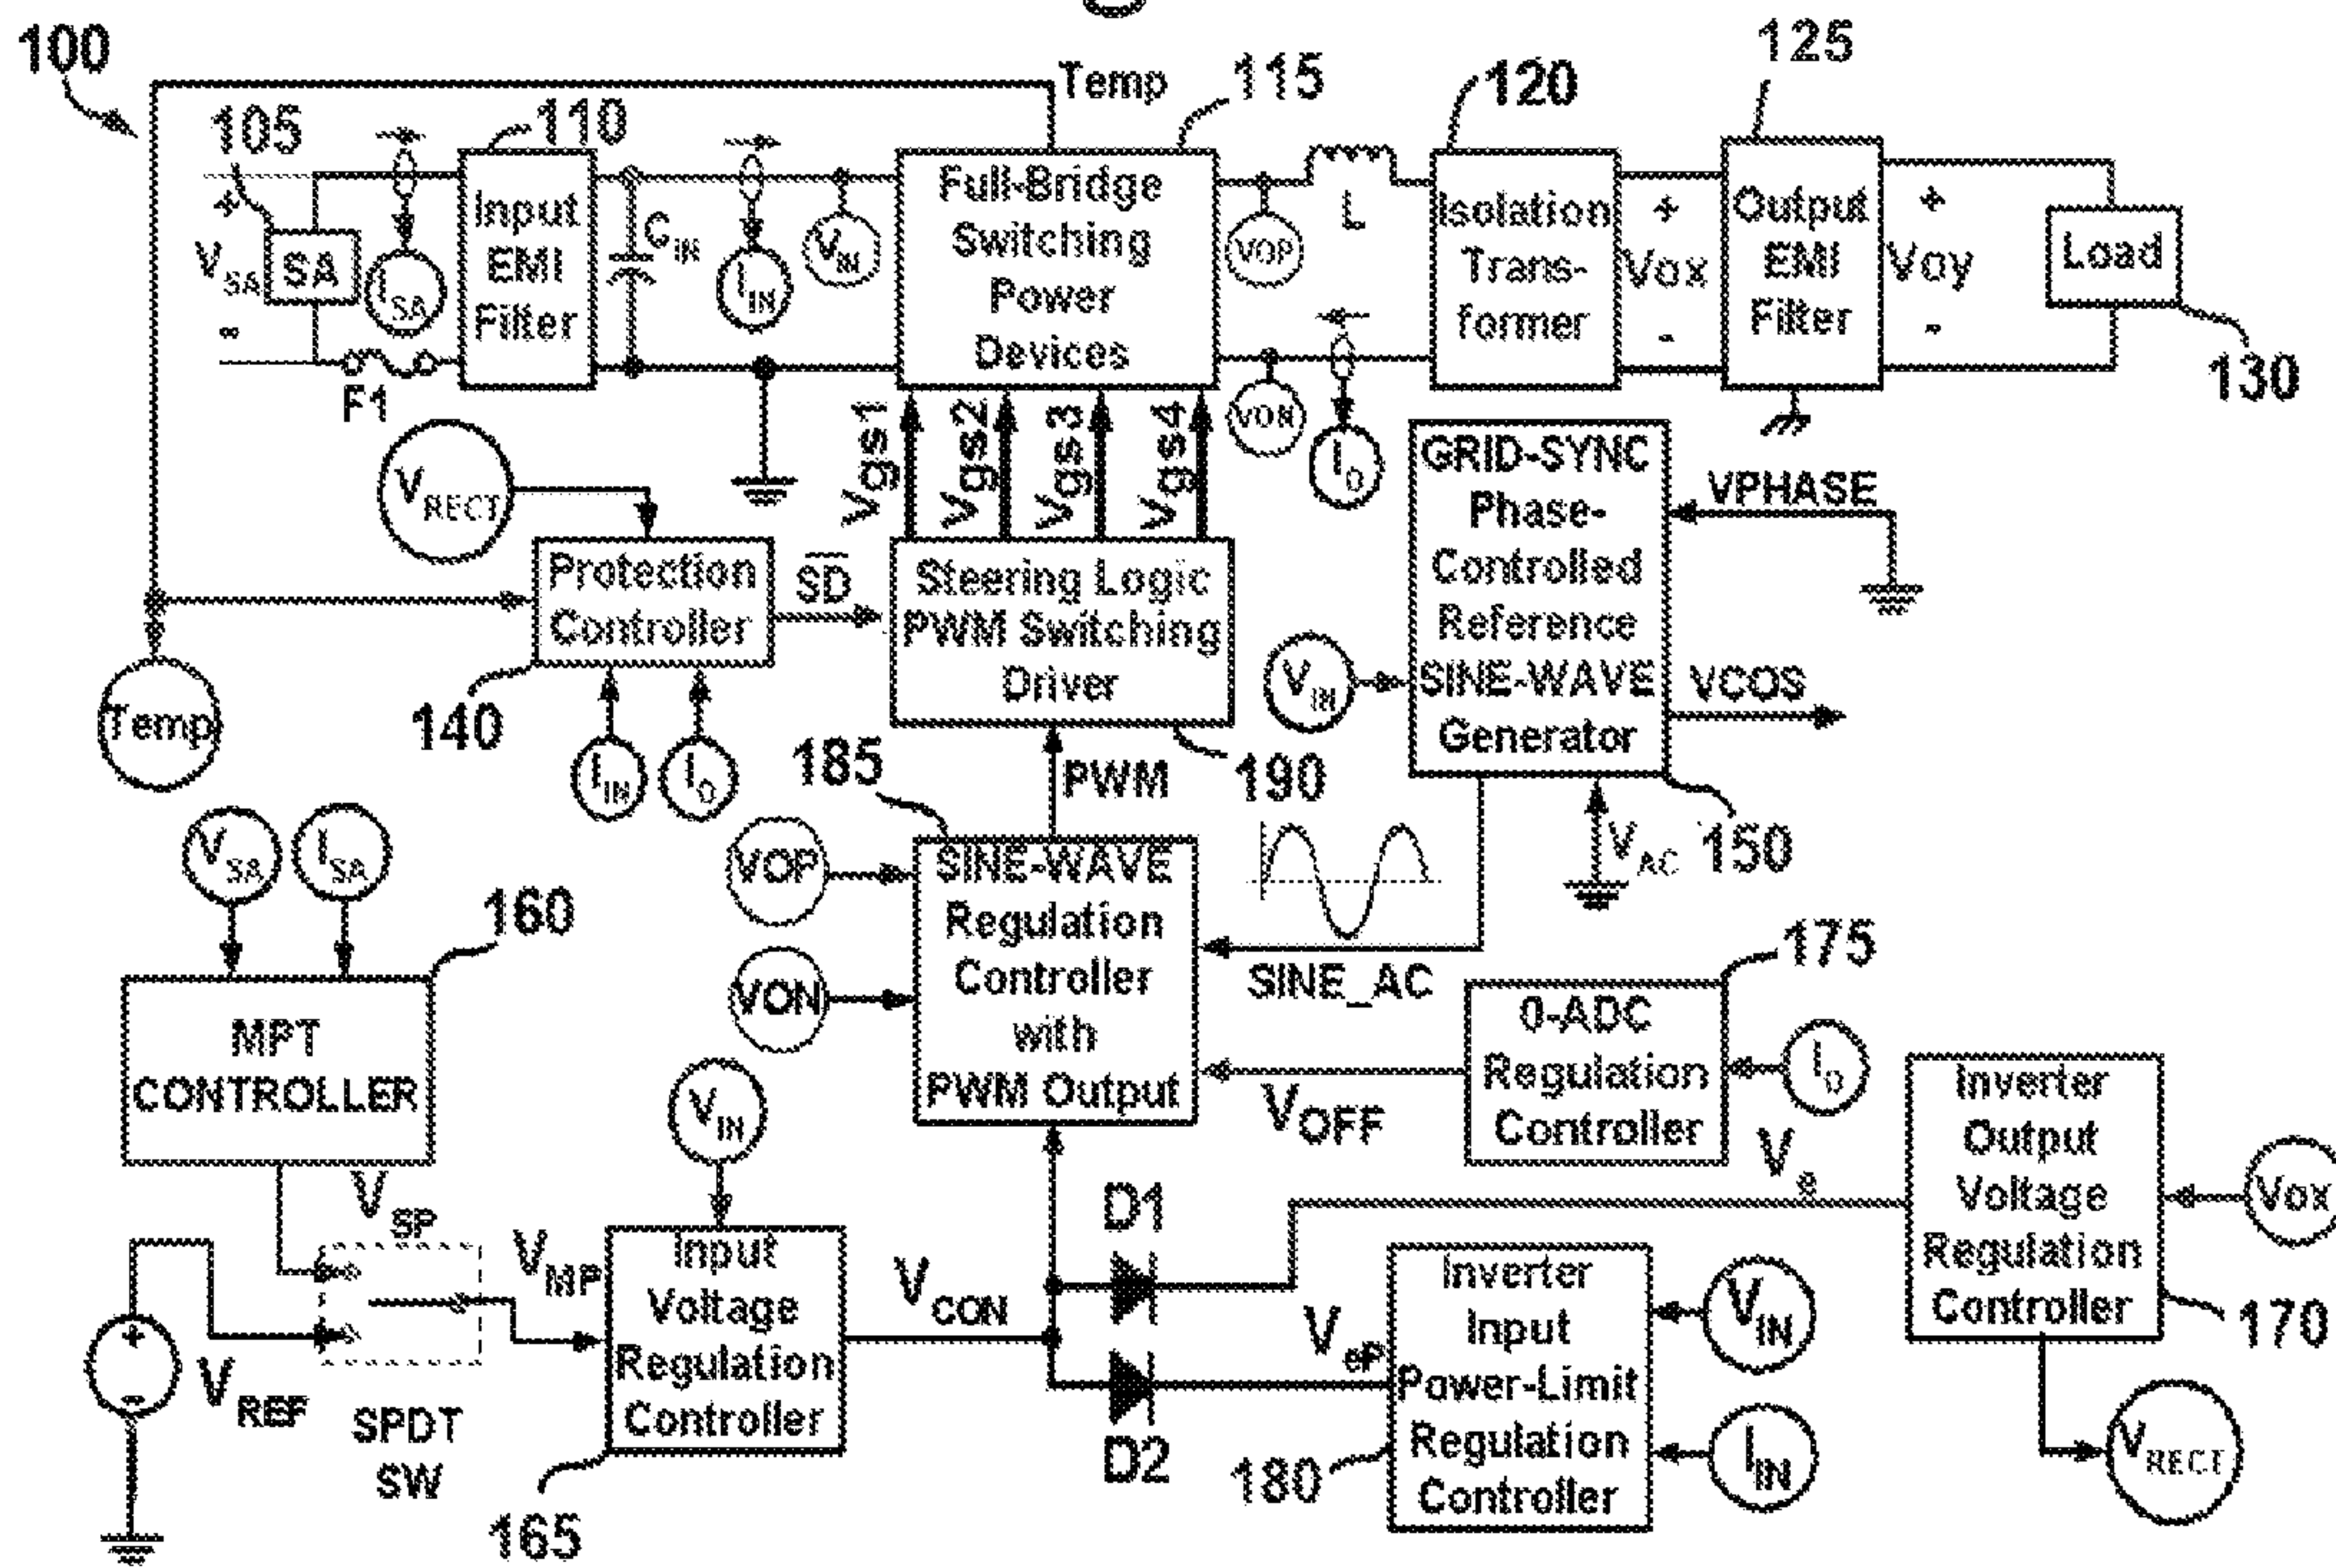 100
Temp
115
120
125
105
110
+
V SA
-
SA
I SA
F1
Input
EMI
Filter
C IN
I IN
V IN
Full-Bridge
Switching
Power
Devices
VOP
L
VON
I O
Isolation
Trans-
former
+
Vox
-
Output
EMI
Filter
+
Voy
-
Load
130
V RECT
Vgs1
Vgs2
Vgs3
Vgs4
Protection
Controller
SD
140
I IN
I O
Temp
Steering Logic
PWM Switching
Driver
190
GRID-SYNC
Phase-
Controlled
Reference
SINE-WAVE
Generator
VPHASE
V IN
VCOS
V AC
150
185
PWM
VOP
VON
SINE-WAVE
Regulation
Controller
with
PWM Output
SINE_AC
V OFF
175
0-ADC
Regulation
Controller
I O
V SA
I SA
160
MPT
CONTROLLER
V SP
V REF
+
-
SPDT
SW
V MP
V IN
Input
Voltage
Regulation
Controller
165
V CON
D1
D2
V e
V eP
Inverter
Input
Power-Limit
Regulation
Controller
180
V IN
I IN
Inverter
Output
Voltage
Regulation
Controller
Vox
170
V RECT